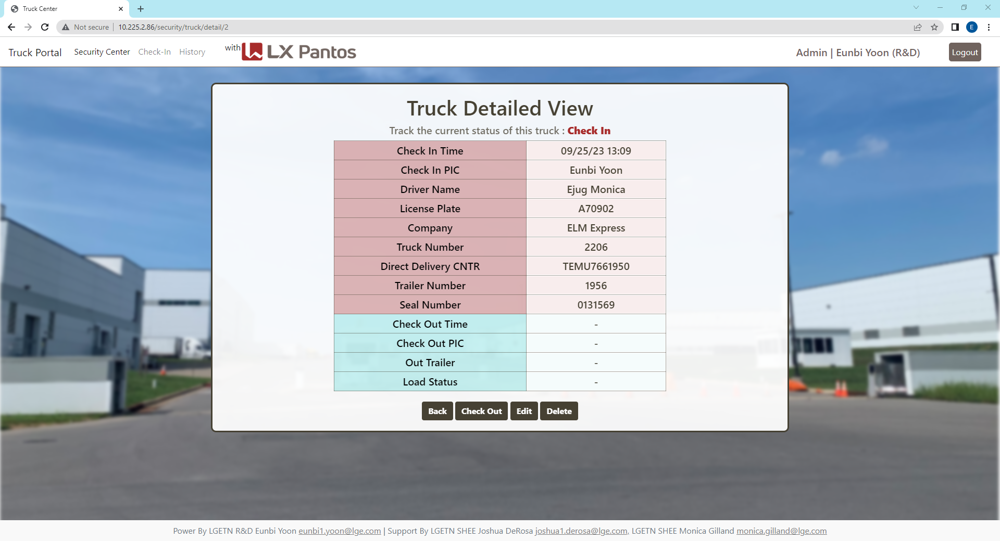 Truck Center
Not secure 10.225.2.86/security/truck/detail/2
E
Truck Portal Security Center Check-In History with LX Pantos Admin | Eunbi Yoon (R&D) Logout
Truck Detailed View
Track the current status of this truck : Check In
Check In Time 09/25/23 13:09
Check In PIC Eunbi Yoon
Driver Name Ejug Monica
License Plate A70902
Company ELM Express
Truck Number 2206
Direct Delivery CNTR TEMU7661950
Trailer Number 1956
Seal Number 0131569
Check Out Time -
Check Out PIC -
Out Trailer -
Load Status -
Back Check Out Edit Delete
Power By LGETN R&D Eunbi Yoon eunbi1.yoon@lge.com | Support By LGETN SHEE Joshua DeRosa joshua1.derosa@lge.com, LGETN SHEE Monica Gilland monica.gilland@lge.com